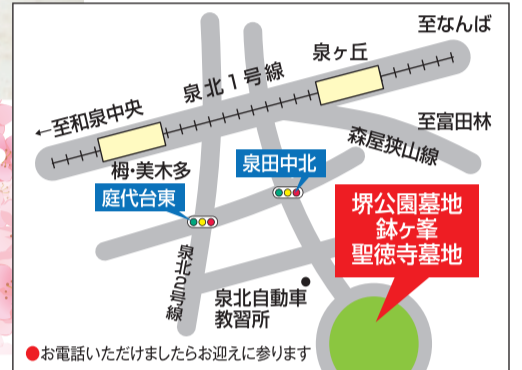 至なんば
泉ヶ丘
泉北1号線
←至和泉中央
至富田林
森屋狭山線
栂・美木多
泉田中北
庭代台東
堺公園墓地
鉢ヶ峯
聖徳寺墓地
泉北2号線
泉北自動車
教習所
●お電話いただけましたらお迎えに参ります